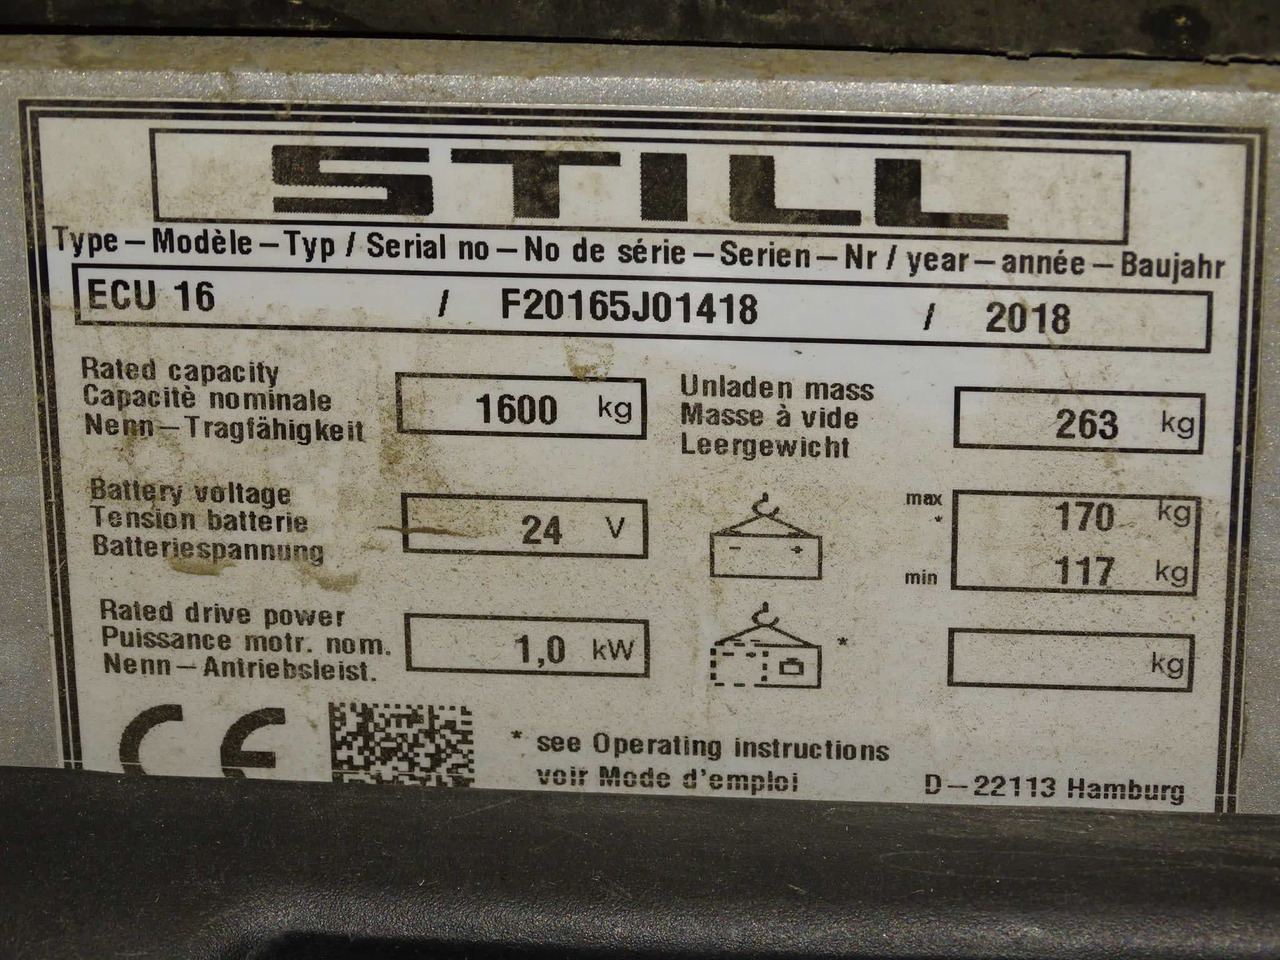 STILL
Type – Modèle – Typ / Serial no – No de série – Serien – Nr / year – année – Baujahr
ECU 16 / F20165J01418 / 2018
Rated capacity
Capacitè nominale
Nenn – Tragfähigkeit
1600 kg
Unladen mass
Masse à vide
Leergewicht
263 kg
Battery voltage
Tension batterie
Batteriespannung
24 V
- +
max
*
min
170 kg
117 kg
Rated drive power
Puissance motr. nom.
Nenn – Antriebsleist.
1,0 kW
*
kg
CE
* see Operating instructions
voir Mode d'emploi
D – 22113 Hamburg